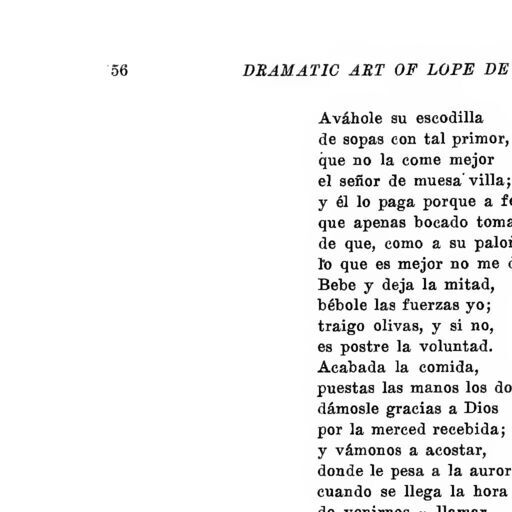 56 DRAMATIC ART OF LOPE DE
Aváhole su escodilla
de sopas con tal primor,
que no la come mejor
el señor de muesa villa;
y él lo paga porque a
que apenas bocado toma
de que, como a su
lo que es mejor no me
Bebe y deja la mitad,
bébole las fuerzas yo;
traigo olivas, y si no,
es postre la voluntad.
Acabada la comida,
puestas las manos los
dámosle gracias a Dios
por la merced recebida;
y vámonos a acostar,
donde le pesa a la auror
cuando se llega la hora